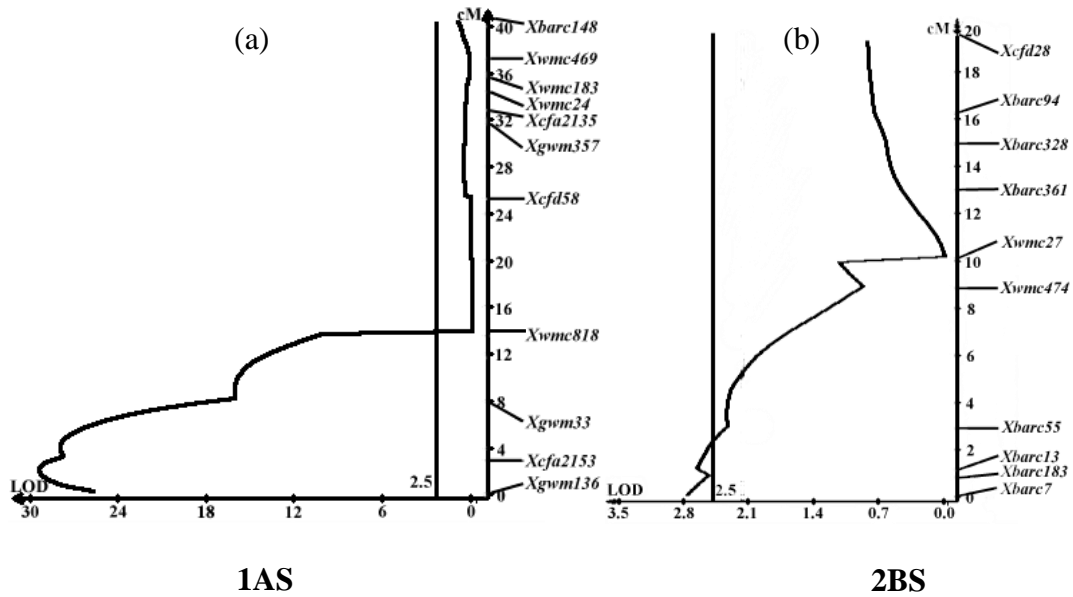 (a)
cM
40
36
32
28
24
20
16
12
8
4
0
Xbarc148
Xwmc469
Xwmc183
Xwmc24
Xcfa2135
Xgwm357
Xcfd58
Xwmc818
Xgwm33
Xcfa2153
Xgwm136
LOD
2.5
30 24 18 12 6 0
1AS
(b)
cM
20
18
16
14
12
10
8
6
4
2
0
Xcfd28
Xbarc94
Xbarc328
Xbarc361
Xwmc27
Xwmc474
Xbarc55
Xbarc13
Xbarc183
Xbarc7
LOD
2.5
3.5 2.8 2.1 1.4 0.7 0.0
2BS